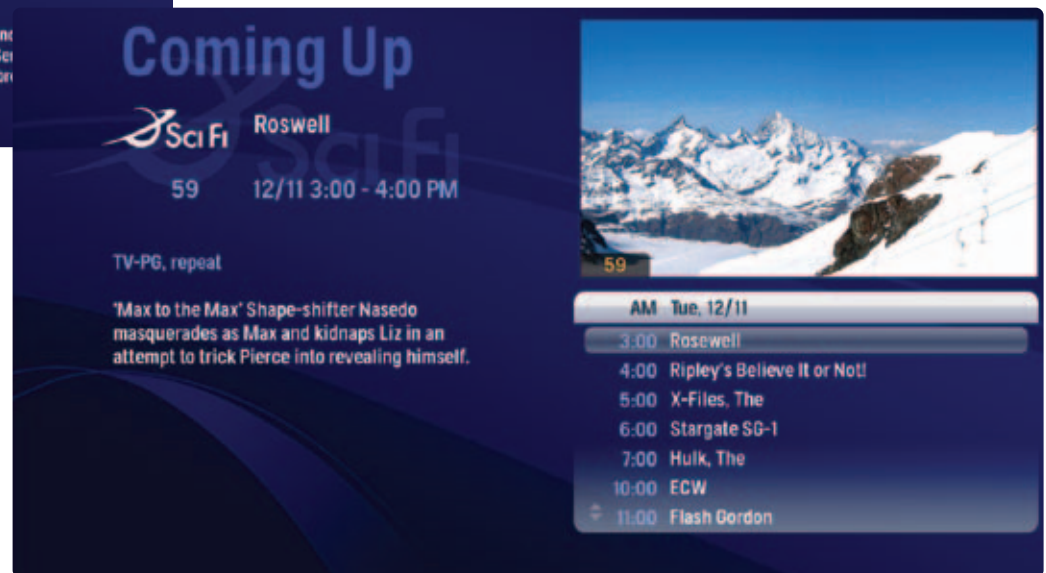 Coming Up
SCI FI
Roswell
SCI FI
59
12/11 3:00 - 4:00 PM
TV-PG, repeat
'Max to the Max' Shape-shifter Nasedo
masquerades as Max and kidnaps Liz in an
attempt to trick Pierce into revealing himself.
59
AM Tue, 12/11
3:00 Rosewell
4:00 Ripley's Believe It or Not!
5:00 X-Files, The
6:00 Stargate SG-1
7:00 Hulk, The
10:00 ECW
11:00 Flash Gordon